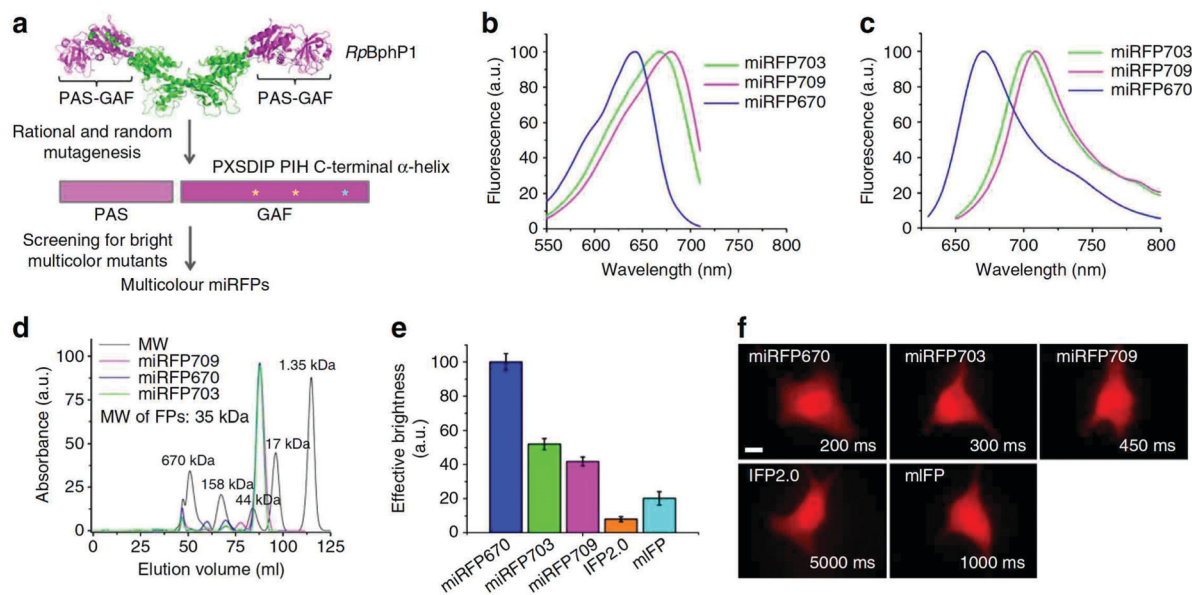 a
RpBphP1
PAS-GAF
PAS-GAF
Rational and random
mutagenesis
PXSDIP PIH C-terminal α-helix
* * *
PAS
GAF
Screening for bright
multicolor mutants
Multicolour miRFPs
b
100
80
60
40
20
0
Fluorescence (a.u.)
miRFP703
miRFP709
miRFP670
550 600 650 700 750 800
Wavelength (nm)
c
100
80
60
40
20
0
Fluorescence (a.u.)
miRFP703
miRFP709
miRFP670
650 700 750 800
Wavelength (nm)
d
100
75
50
25
0
Absorbance (a.u.)
MW
miRFP709
miRFP670
miRFP703
MW of FPs: 35 kDa
1.35 kDa
17 kDa
670 kDa
158 kDa
44 kDa
0 25 50 75 100 125
Elution volume (ml)
e
100
80
60
40
20
0
Effective brightness
(a.u.)
miRFP670
miRFP703
miRFP709
IFP2.0
mIFP
f
miRFP670
200 ms
miRFP703
300 ms
miRFP709
450 ms
IFP2.0
5000 ms
mIFP
1000 ms